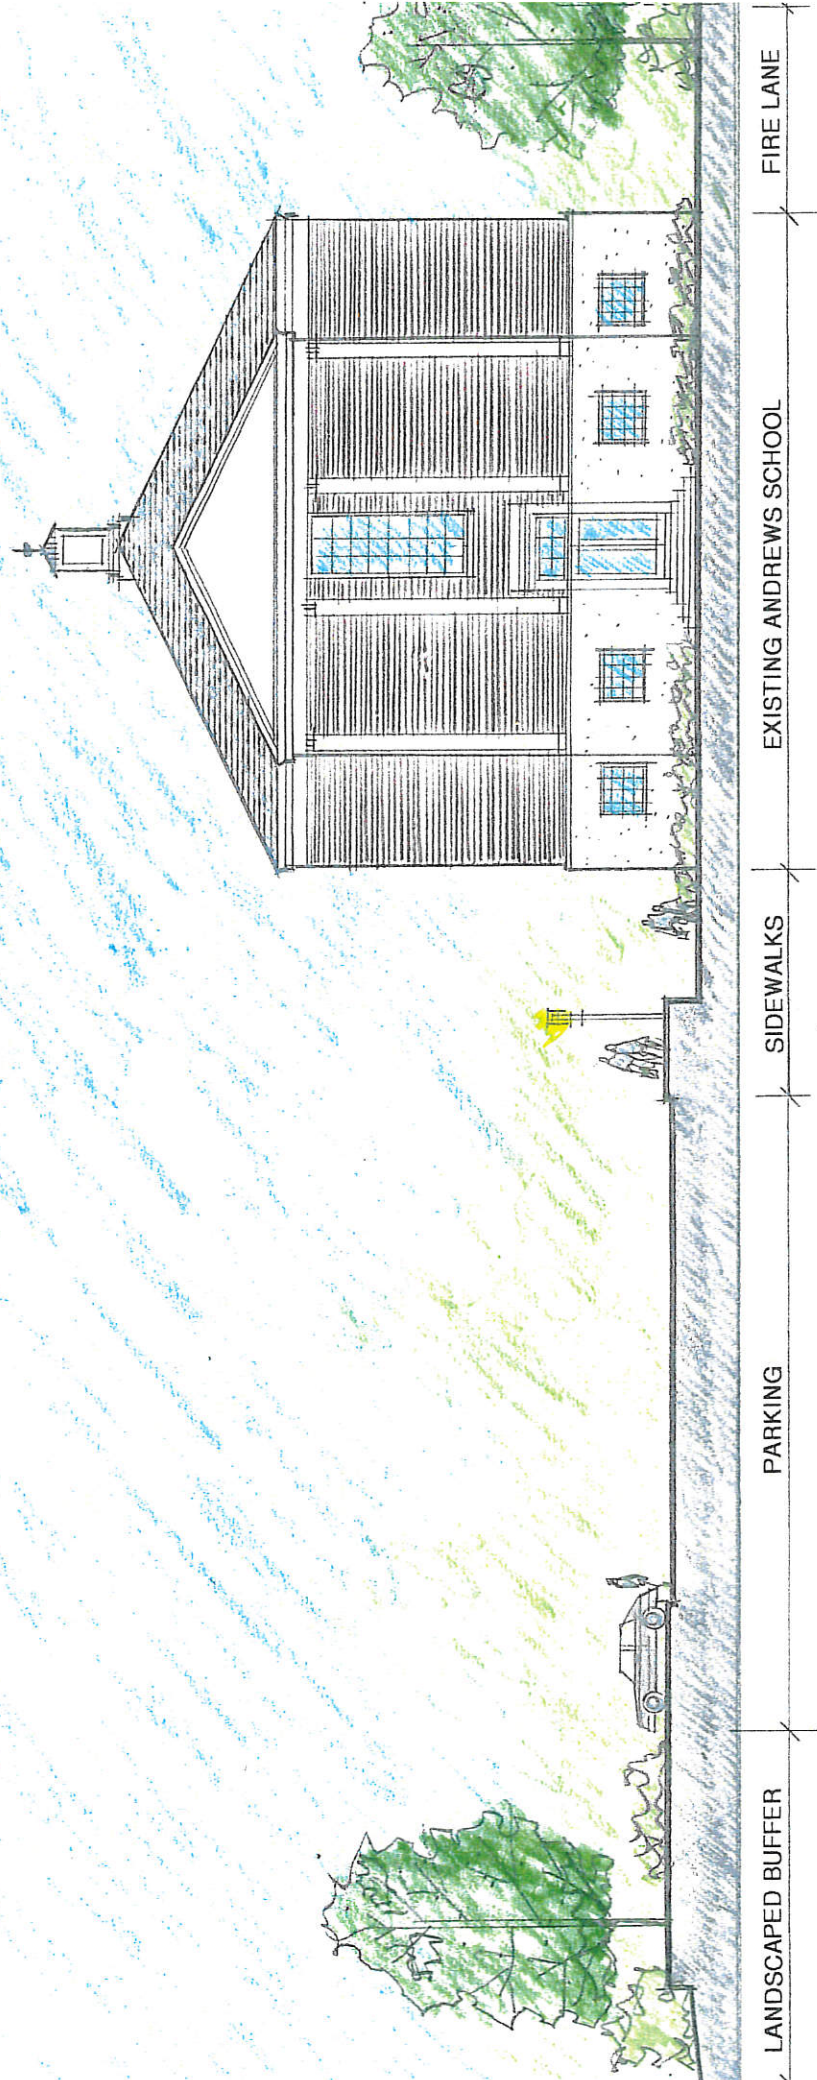 LANDSCAPED BUFFER
PARKING
SIDEWALKS
EXISTING ANDREWS SCHOOL
FIRE LANE